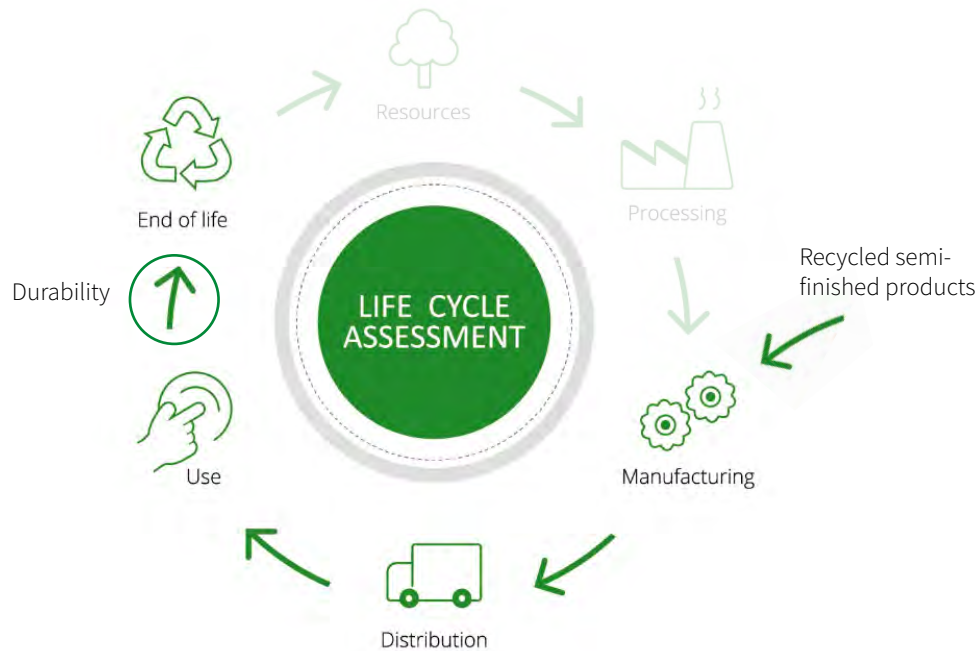 Resources
Processing
Recycled semi-
finished products
Manufacturing
Distribution
Use
Durability
End of life
LIFE CYCLE
ASSESSMENT